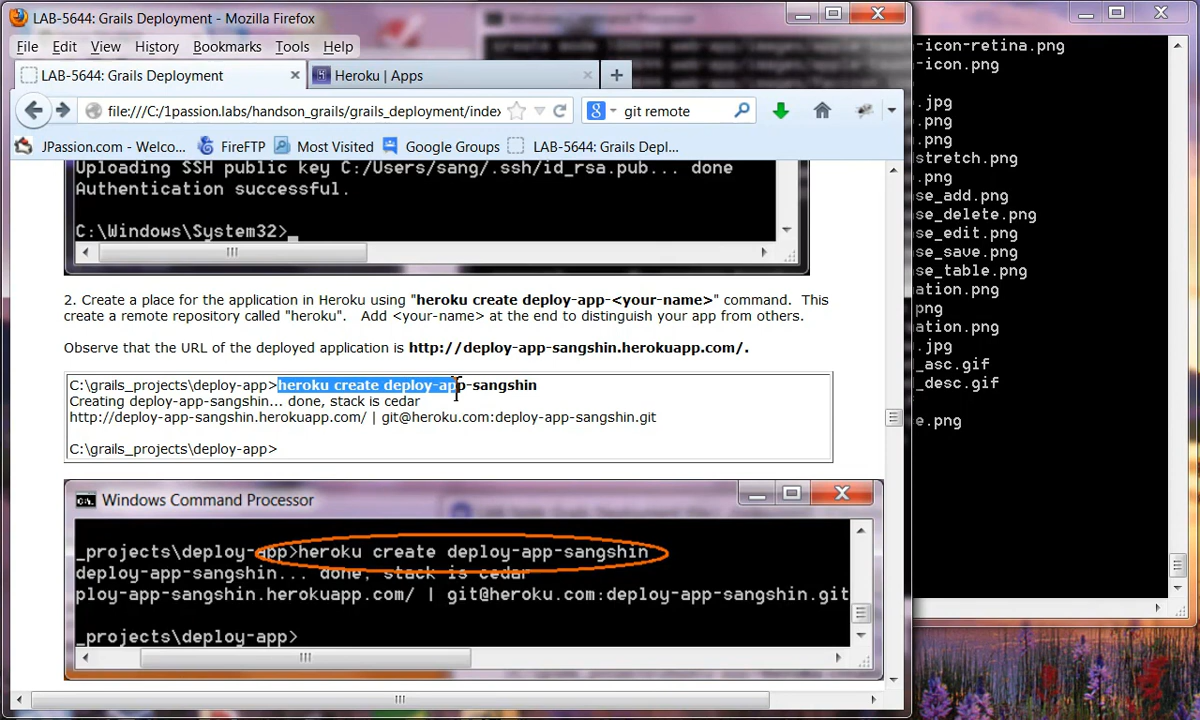 LAB-5644: Grails Deployment - Mozilla Firefox
File Edit View History Bookmarks Tools Help
LAB-5644: Grails Deployment
Heroku | Apps
file:///C:/1passion.labs/handson_grails/grails_deployment/index
git remote
JPassion.com - Welco... FireFTP Most Visited Google Groups LAB-5644: Grails Depl...
Uploading SSH public key C:/Users/sang/.ssh/id_rsa.pub... done
Authentication successful.
C:\Windows\System32>_
2. Create a place for the application in Heroku using "heroku create deploy-app-<your-name>" command. This
create a remote repository called "heroku". Add <your-name> at the end to distinguish your app from others.
Observe that the URL of the deployed application is http://deploy-app-sangshin.herokuapp.com/.
C:\grails_projects\deploy-app>heroku create deploy-app-sangshin
Creating deploy-app-sangshin... done, stack is cedar
http://deploy-app-sangshin.herokuapp.com/ | git@heroku.com:deploy-app-sangshin.git
C:\grails_projects\deploy-app>
Windows Command Processor
_projects\deploy-app>heroku create deploy-app-sangshin
deploy-app-sangshin... done, stack is cedar
ploy-app-sangshin.herokuapp.com/ | git@heroku.com:deploy-app-sangshin.git
_projects\deploy-app>
-icon-retina.png
-icon.png
.jpg
.png
.png
stretch.png
.png
se_add.png
se_delete.png
se_edit.png
se_save.png
se_table.png
ation.png
png
ation.png
.jpg
_asc.gif
_desc.gif
e.png